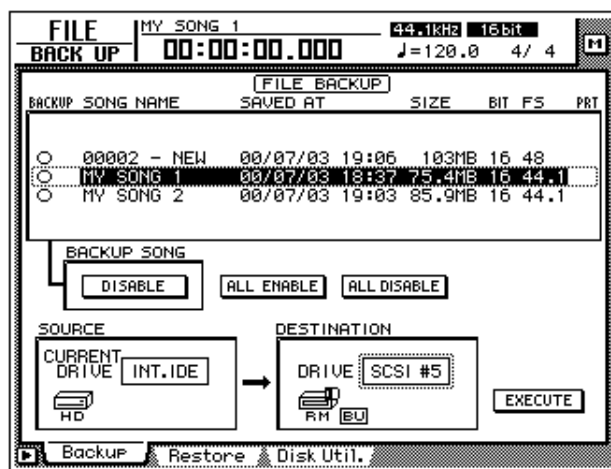 FILE
BACK UP
MY SONG 1
00:00:00.000
44.1kHz 16bit
♩=120.0 4/ 4
M
FILE BACKUP
BACKUP SONG NAME SAVED AT SIZE BIT FS PRT
00002 - NEW 00/07/03 19:06 103MB 16 48
MY SONG 1 00/07/03 18:37 75.4MB 16 44.1
MY SONG 2 00/07/03 19:03 85.9MB 16 44.1
BACKUP SONG
DISABLE ALL ENABLE ALL DISABLE
SOURCE DESTINATION
CURRENT
DRIVE INT.IDE DRIVE SCSI #5
HD RM BU
EXECUTE
Backup Restore Disk Util.